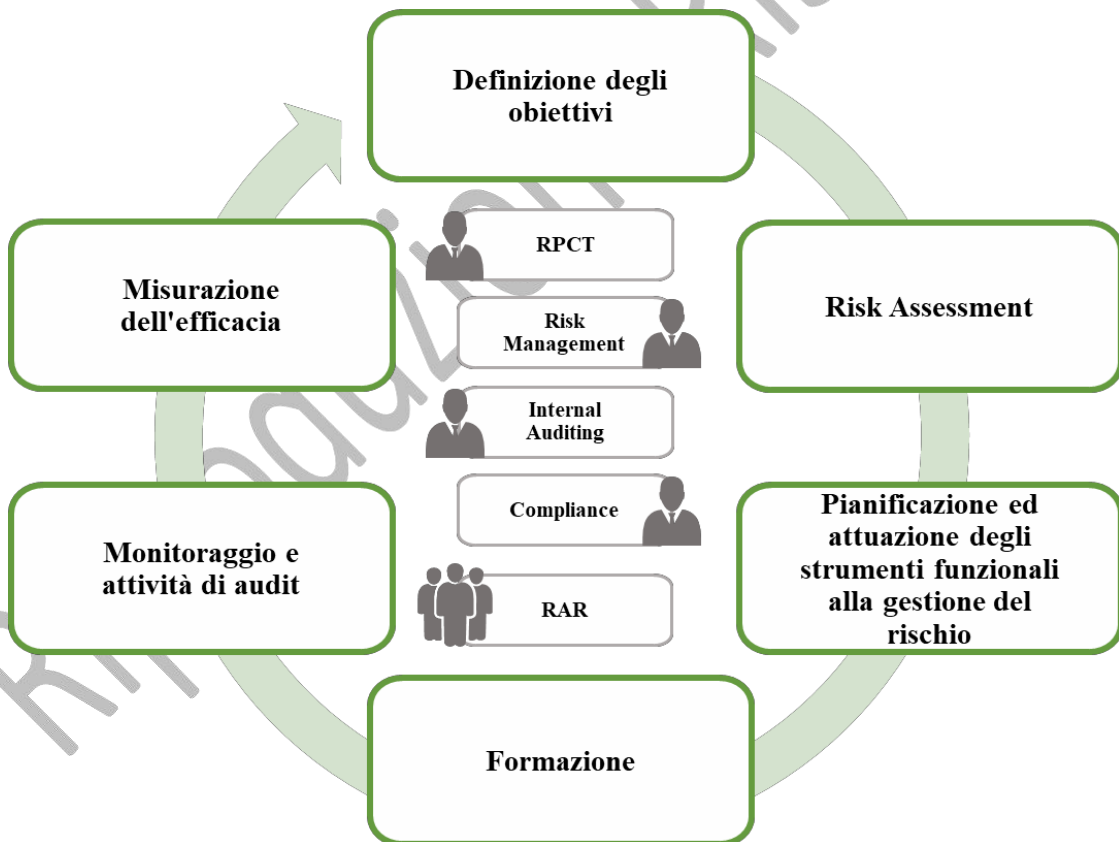 Definizione degli
obiettivi
RPCT
Risk
Management
Internal
Auditing
Compliance
RAR
Risk Assessment
Pianificazione ed
attuazione degli
strumenti funzionali
alla gestione del
rischio
Formazione
Monitoraggio e
attività di audit
Misurazione
dell'efficacia